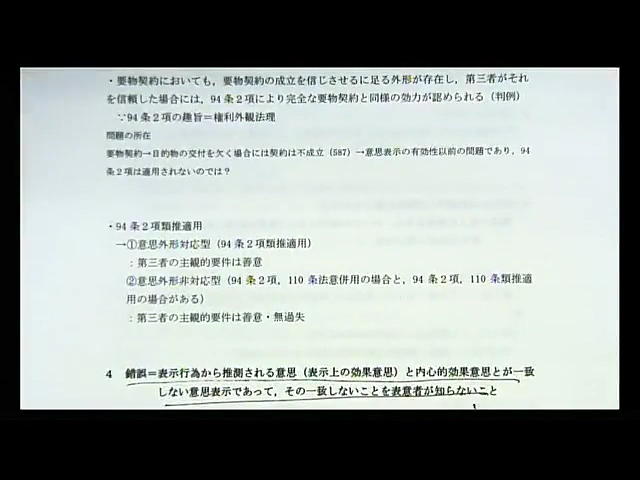 ・要物契約においても，要物契約の成立を信じさせるに足る外形が存在し，第三者がそれ
を信頼した場合には，94条2項により完全な要物契約と同様の効力が認められる（判例）
∵94条2項の趣旨＝権利外観法理
問題の所在
要物契約→目的物の交付を欠く場合には契約は不成立（587）→意思表示の有効性以前の問題であり，94
条2項は適用されないのでは？
・94条2項類推適用
→①意思外形対応型（94条2項類推適用）
：第三者の主観的要件は善意
②意思外形非対応型（94条2項，110条法意併用の場合と，94条2項，110条類推適
用の場合がある）
：第三者の主観的要件は善意・無過失
4 錯誤＝表示行為から推測される意思（表示上の効果意思）と内心的効果意思とが一致
しない意思表示であって，その一致しないことを表意者が知らないこと